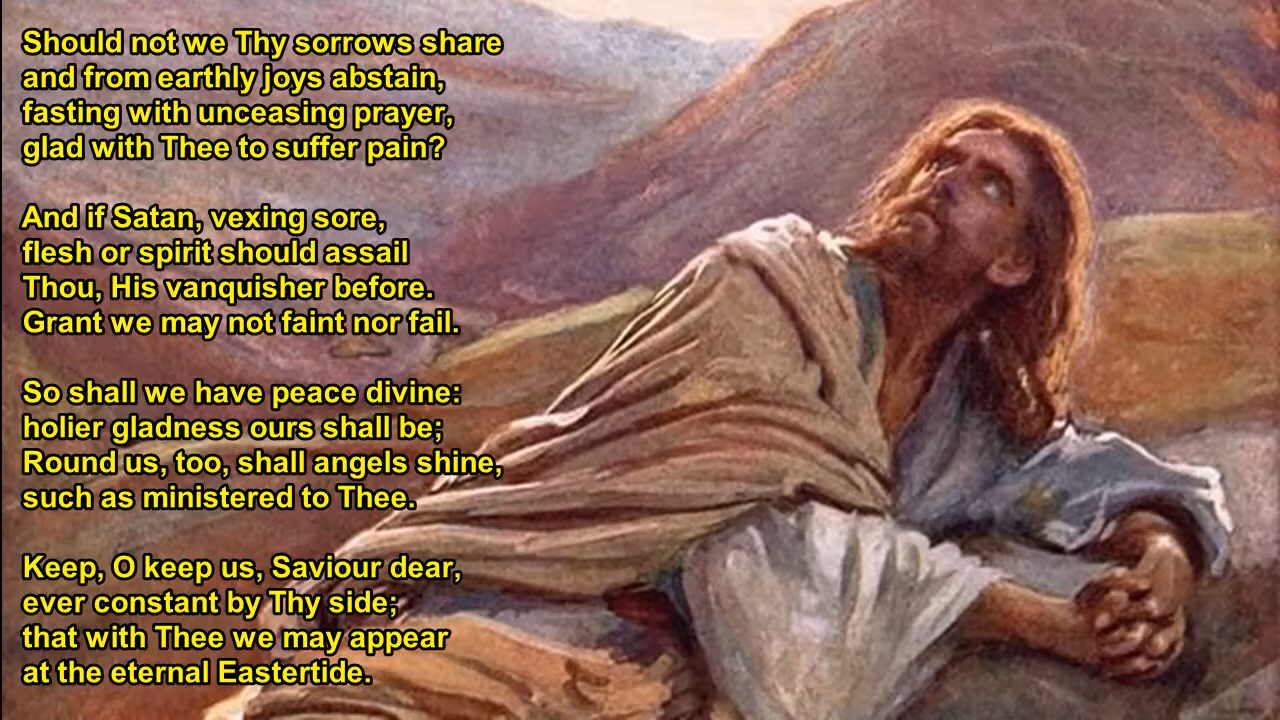 Should not we Thy sorrows share
and from earthly joys abstain,
fasting with unceasing prayer,
glad with Thee to suffer pain?
And if Satan, vexing sore,
flesh or spirit should assail
Thou, His vanquisher before.
Grant we may not faint nor fail.
So shall we have peace divine:
holier gladness ours shall be;
Round us, too, shall angels shine,
such as ministered to Thee.
Keep, O keep us, Saviour dear,
ever constant by Thy side;
that with Thee we may appear
at the eternal Eastertide.